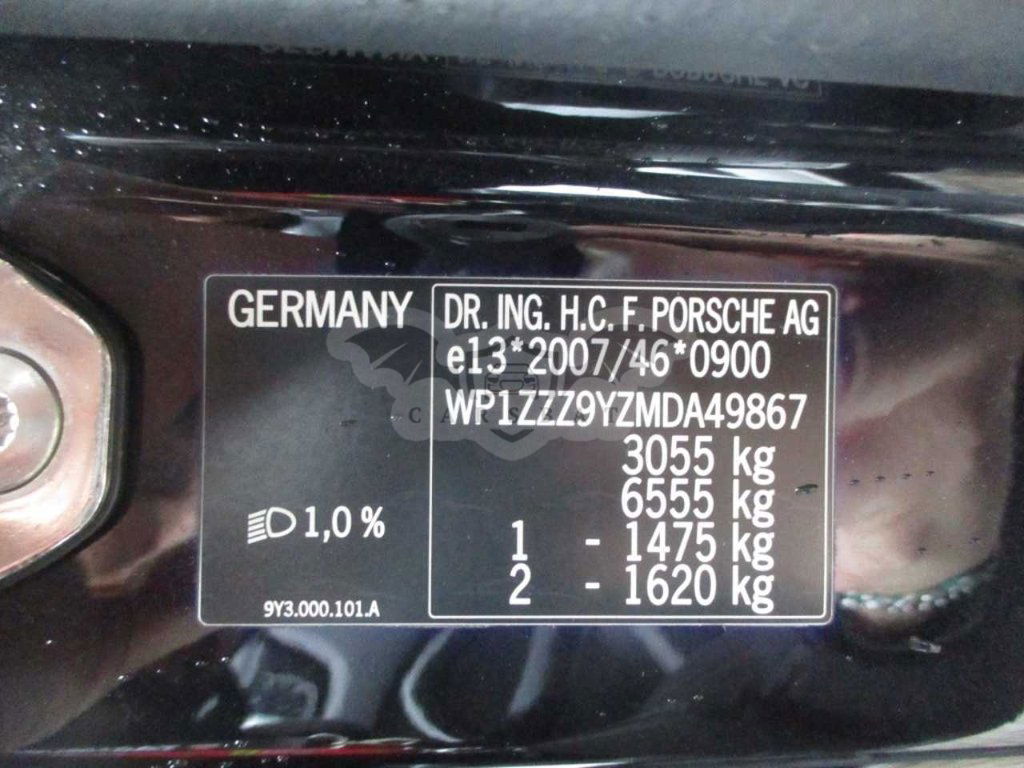 GERMANY
DR. ING. H.C. F. PORSCHE AG
e13*2007/46*0900
WP1ZZZ9YZMDA49867
3055 kg
6555 kg
1 - 1475 kg
2 - 1620 kg
1,0 %
9Y3.000.101.A